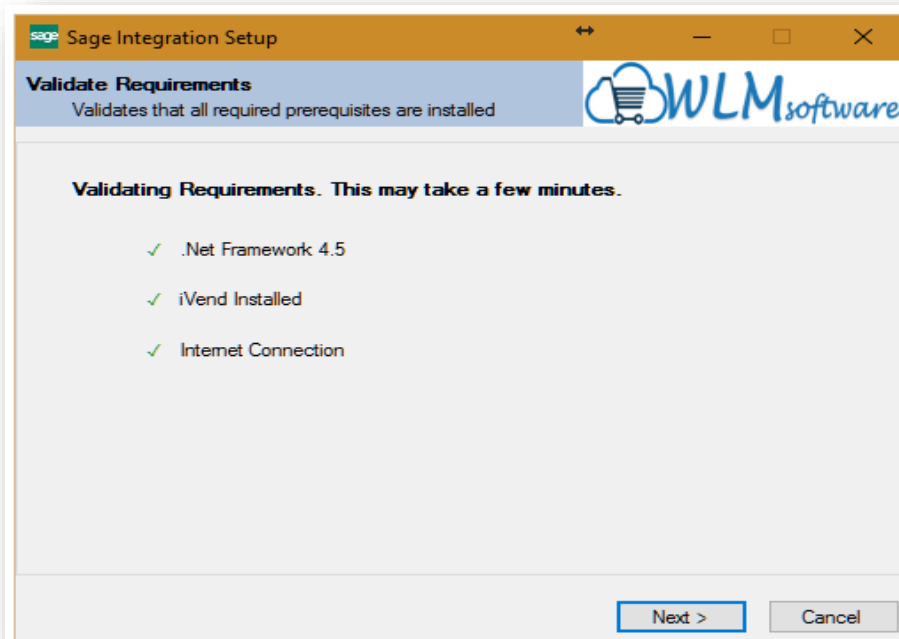 sage Sage Integration Setup
Validate Requirements
Validates that all required prerequisites are installed
WLMsoftware
Validating Requirements. This may take a few minutes.
.Net Framework 4.5
iVend Installed
Internet Connection
Next >
Cancel